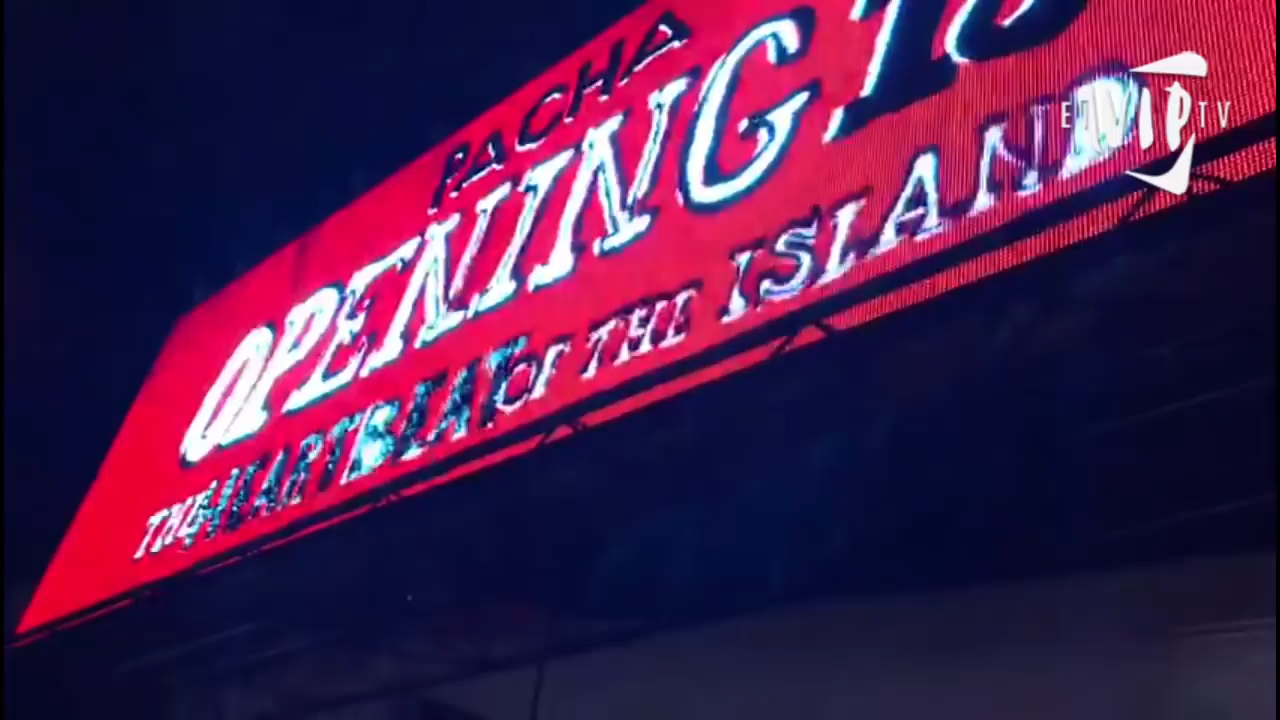 PACHA
OPENING
THE HEARTBEAT OF THE ISLAND
VIP TV